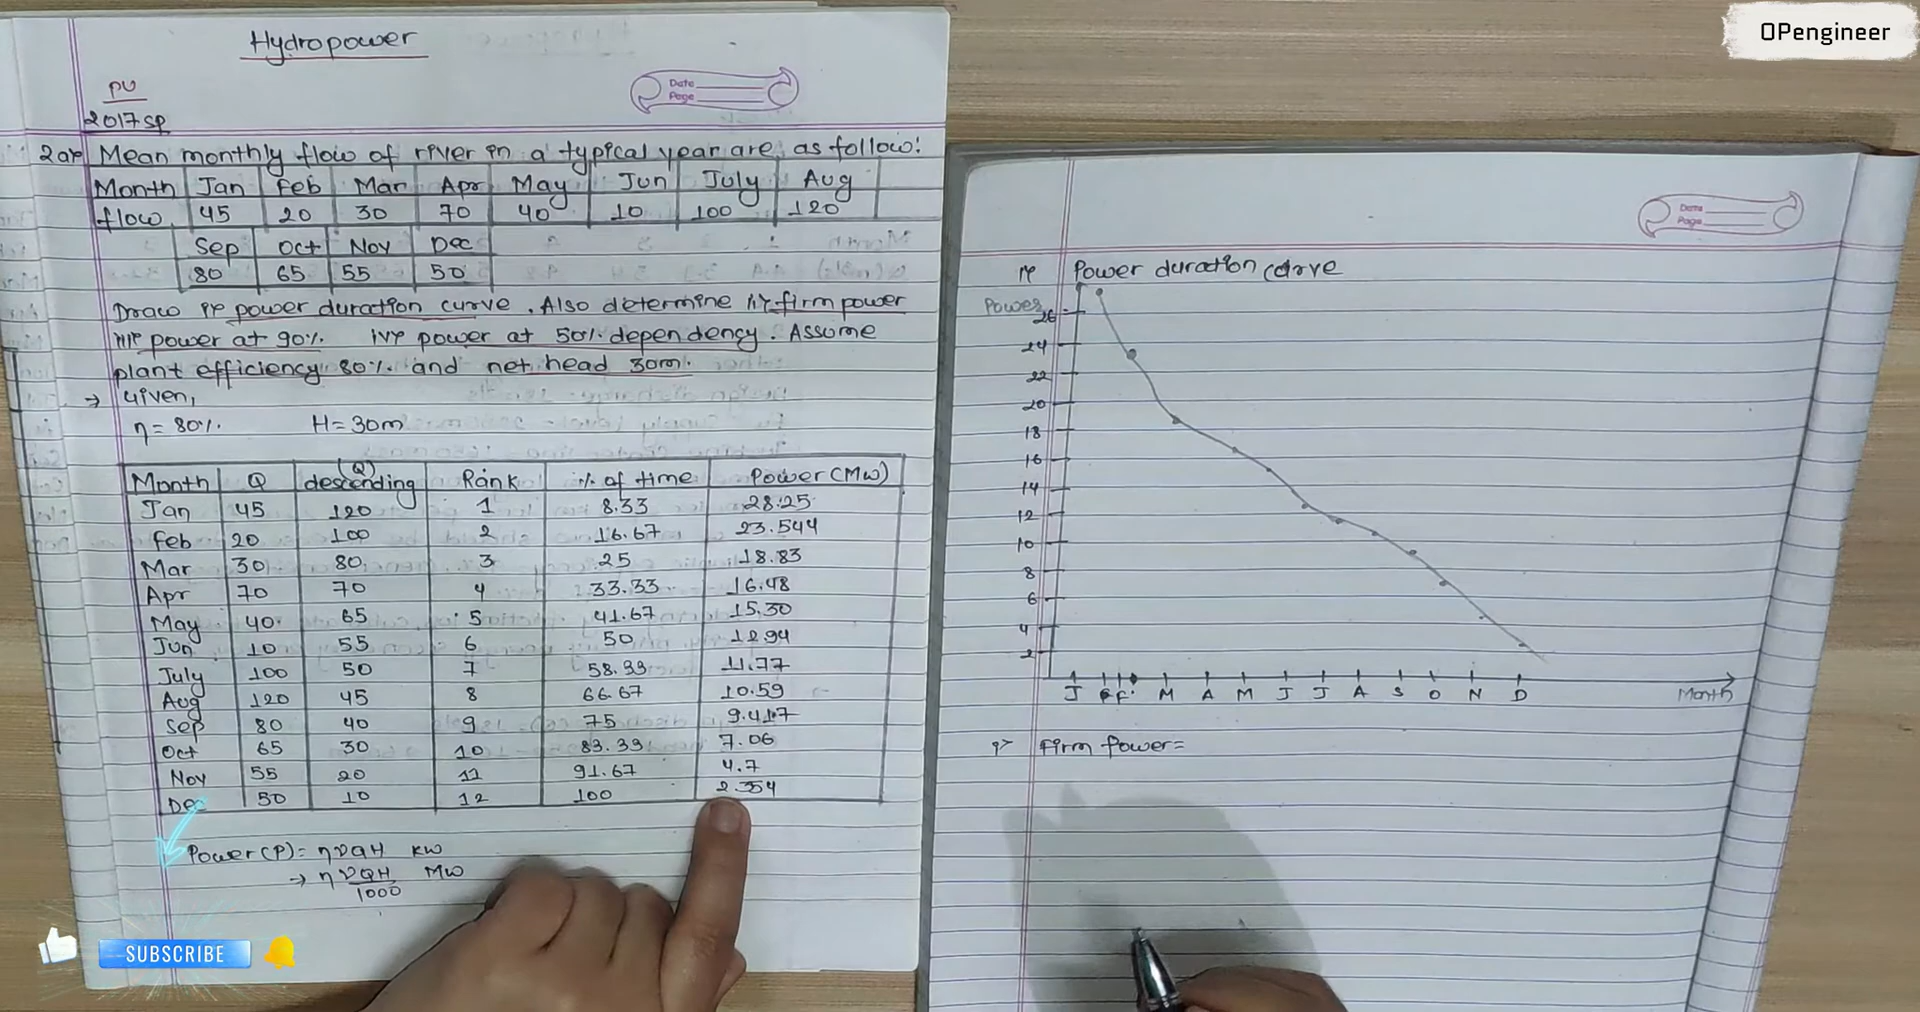 OPengineer
Hydropower
PU
2017 SP
Date
Page
2a> Mean monthly flow of river in a typical year are as follow:
Month Jan Feb Mar Apr May Jun July Aug
flow 45 20 30 70 40 10 100 120
Sep Oct Nov Dec
80 65 55 50
Draw i> power duration curve. Also determine ii> firm power
iii> power at 90% iv> power at 50% dependency. Assume
plant efficiency 80% and net head 30m.
→ Given,
η = 80% H = 30m
Month Q (Q) descending Rank % of time Power (MW)
Jan 45 120 1 8.33 28.25
Feb 20 100 2 16.67 23.544
Mar 30 80 3 25 18.83
Apr 70 70 4 33.33 16.48
May 40 65 5 41.67 15.30
Jun 10 55 6 50 12.94
July 100 50 7 58.33 11.77
Aug 120 45 8 66.67 10.59
Sep 80 40 9 75 9.417
Oct 65 30 10 83.33 7.06
Nov 55 20 11 91.67 4.7
Dec 50 10 12 100 2.354
Power (P) = ηγQH KW
→ ηγQH MW
1000
SUBSCRIBE
Date
Page
i> Power duration curve
Power
26
24
22
20
18
16
14
12
10
8
6
4
2
J F M A M J J A S O N D Month
i> Firm Power =